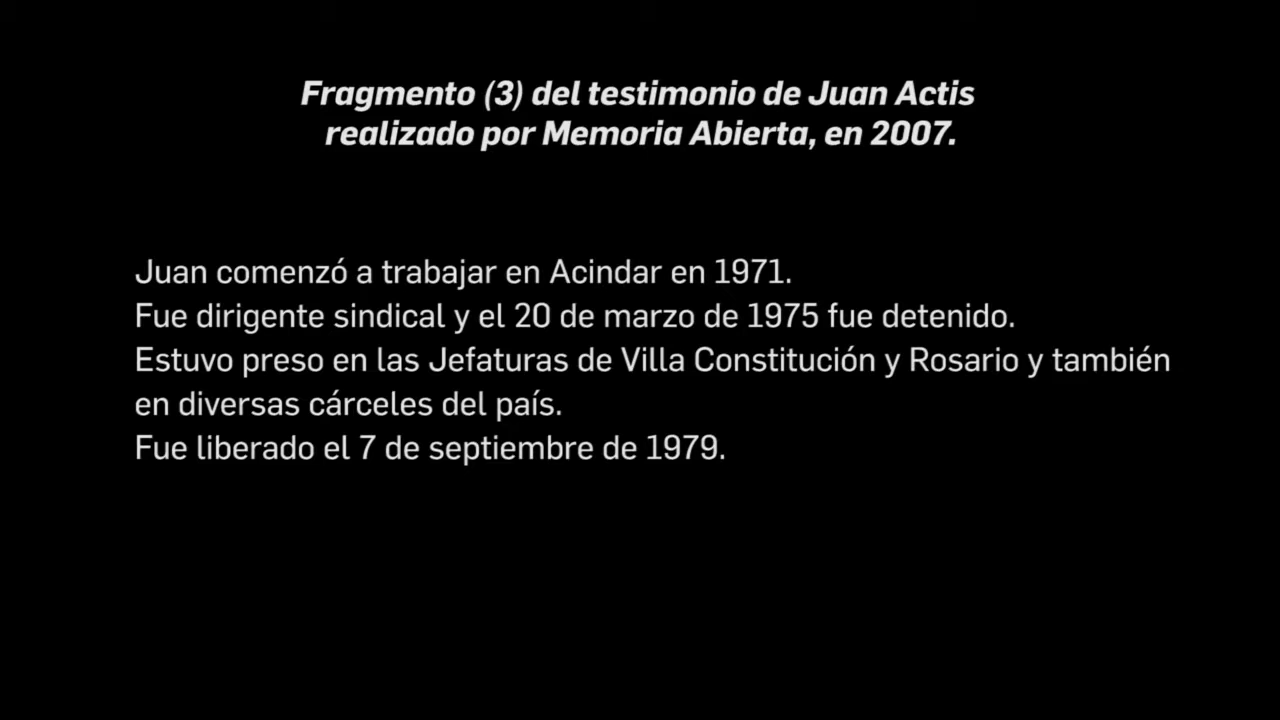 Fragmento (3) del testimonio de Juan Actis
realizado por Memoria Abierta, en 2007.
Juan comenzó a trabajar en Acindar en 1971.
Fue dirigente sindical y el 20 de marzo de 1975 fue detenido.
Estuvo preso en las Jefaturas de Villa Constitución y Rosario y también
en diversas cárceles del país.
Fue liberado el 7 de septiembre de 1979.